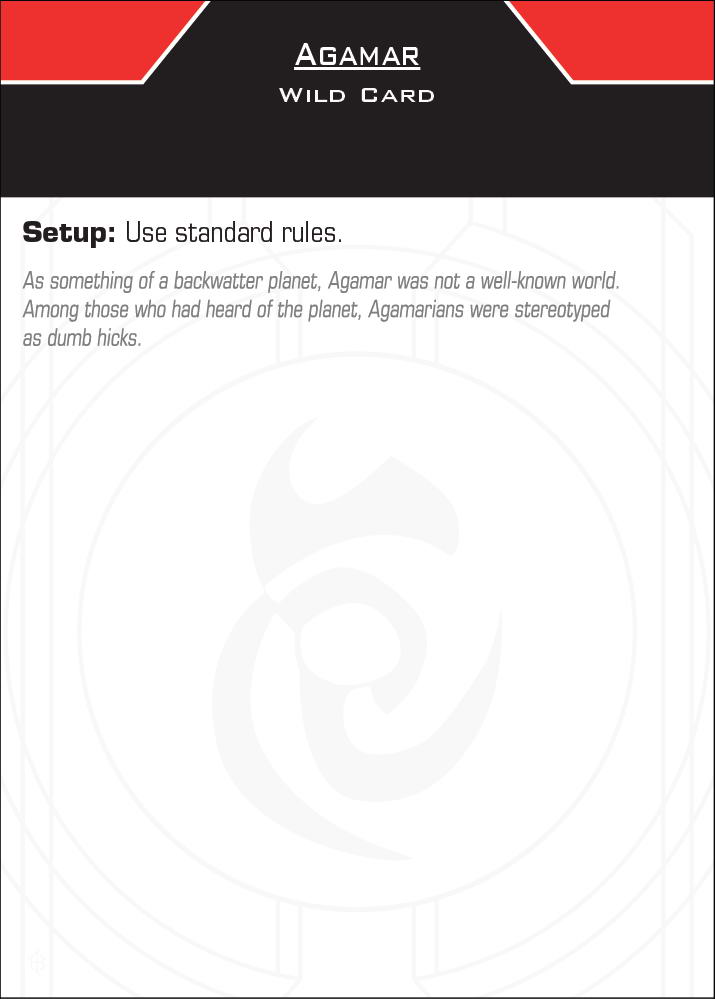 AGAMAR
WILD CARD
Setup: Use standard rules.
As something of a backwatter planet, Agamar was not a well-known world.
Among those who had heard of the planet, Agamarians were stereotyped
as dumb hicks.